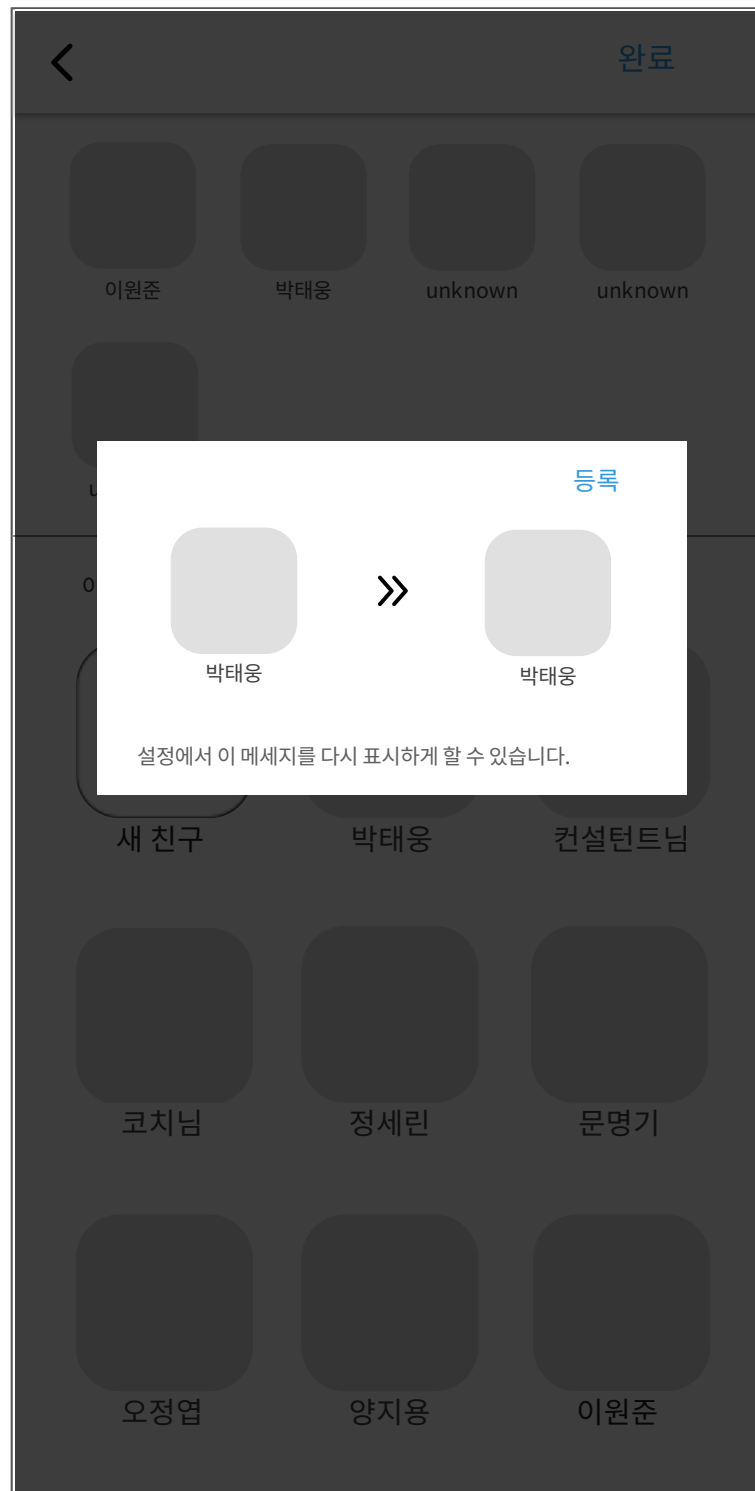 완료
이원준 박태웅 unknown unknown
등록
박태웅 박태웅
설정에서 이 메세지를 다시 표시하게 할 수 있습니다.
새 친구 박태웅 컨설턴트님
코치님 정세린 문명기
오정엽 양지용 이원준